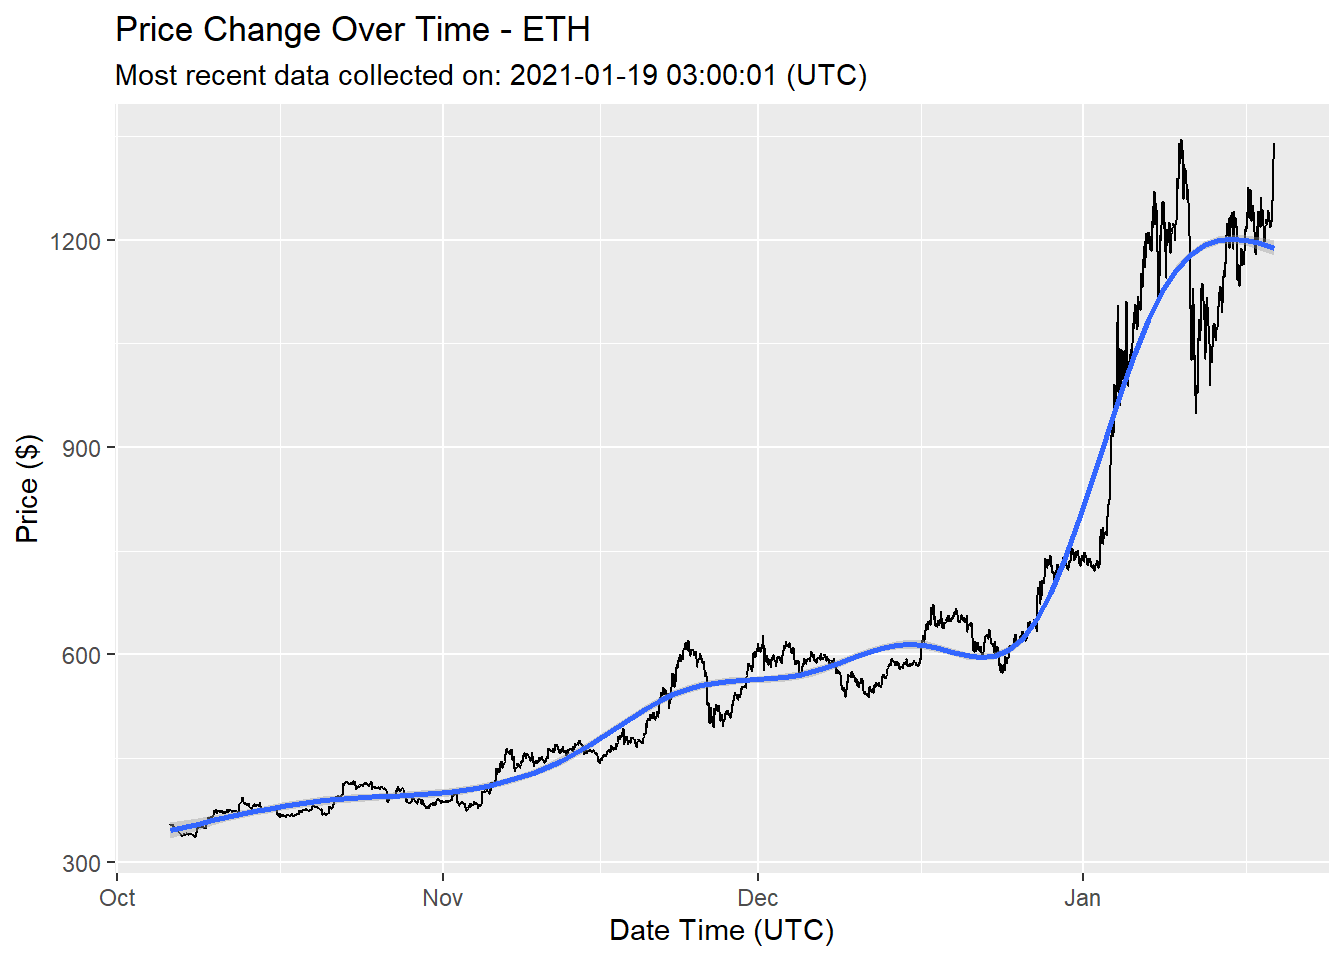 Price Change Over Time - ETH
Most recent data collected on: 2021-01-19 03:00:01 (UTC)
Price ($)
1200
900
600
300
Oct Nov Dec Jan
Date Time (UTC)